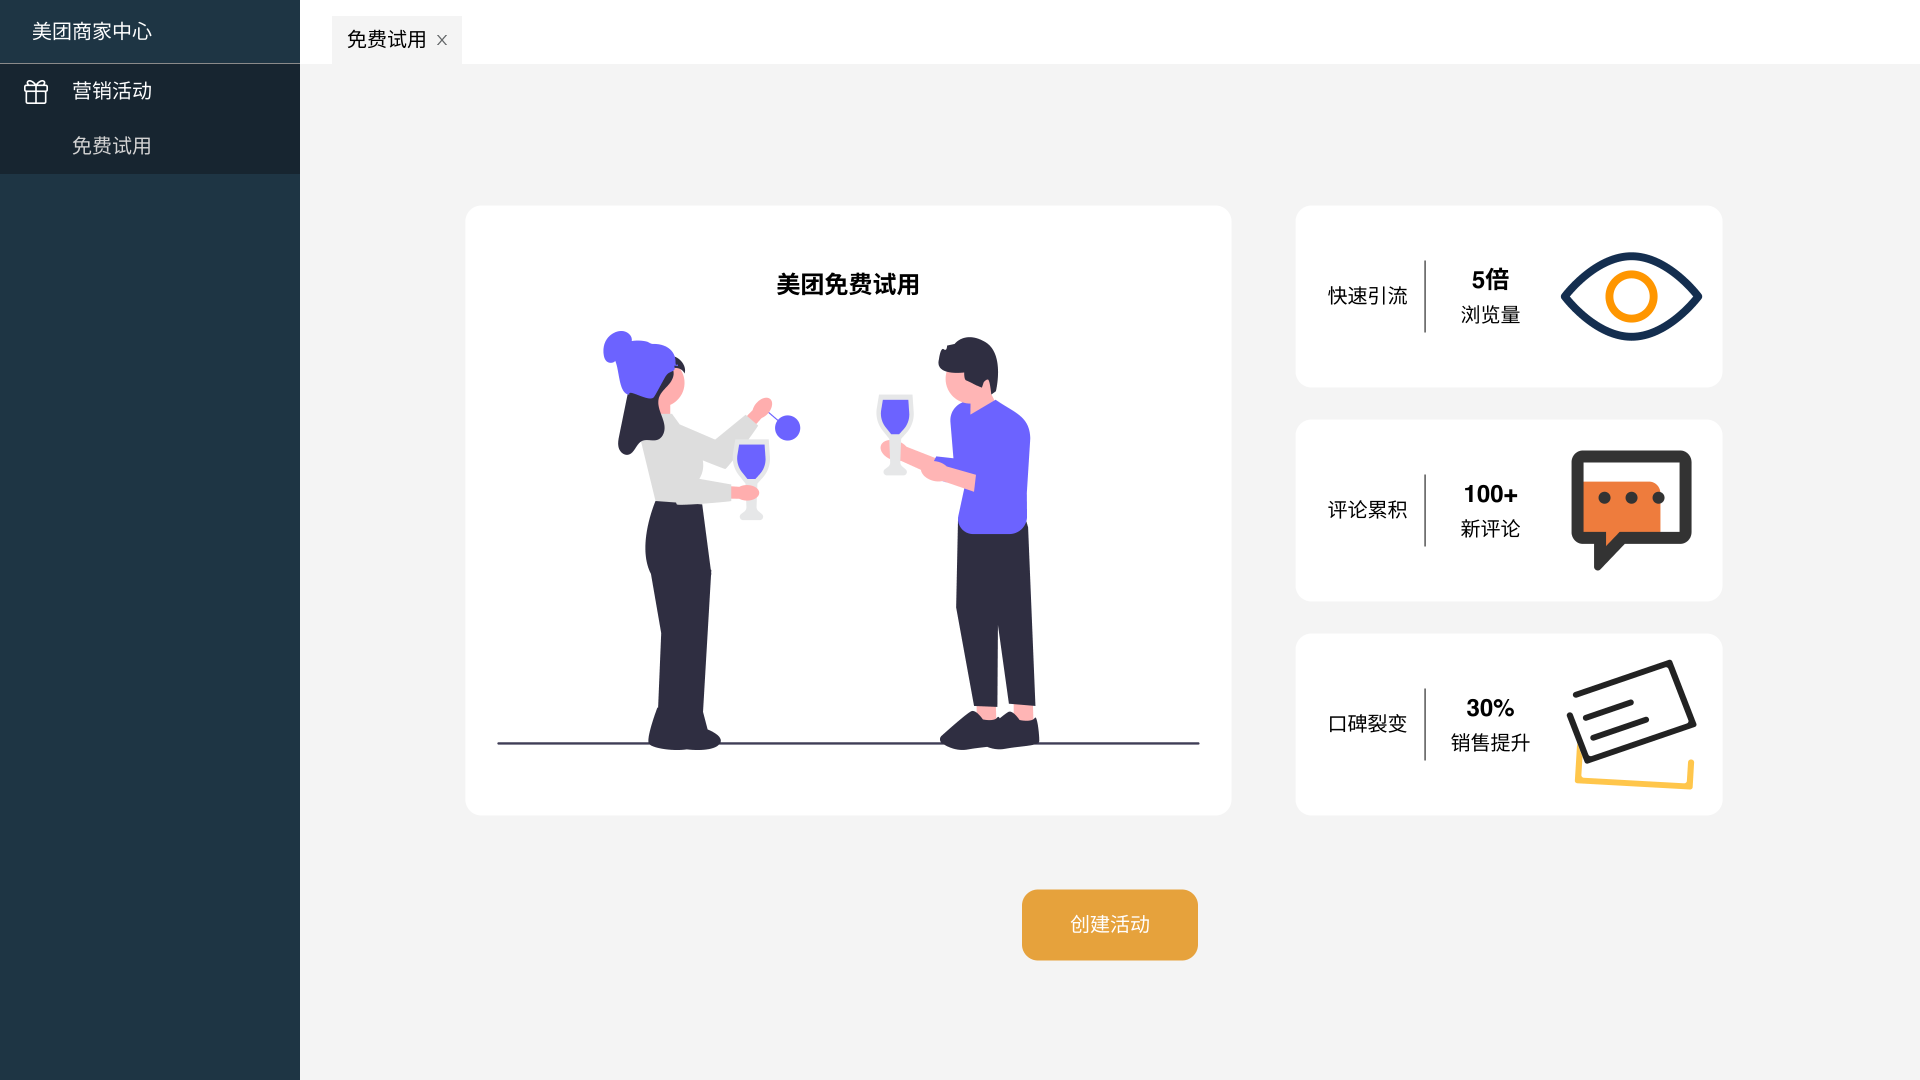 美团商家中心
营销活动
免费试用
免费试用 x
美团免费试用
快速引流
5倍
浏览量
评论累积
100+
新评论
口碑裂变
30%
销售提升
创建活动